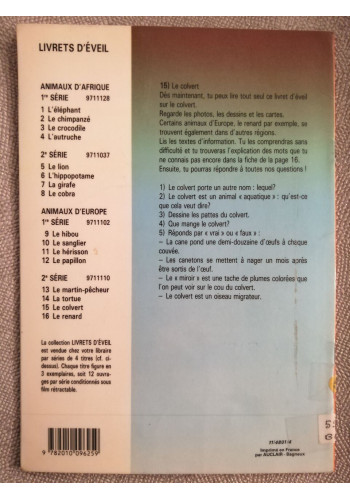 LIVRETS D'ÉVEIL
ANIMAUX D'AFRIQUE
1re SÉRIE 9711128
1 L'éléphant
2 Le chimpanzé
3 Le crocodile
4 L'autruche
2e SÉRIE 9711037
5 Le lion
6 L'hippopotame
7 La girafe
8 Le cobra
ANIMAUX D'EUROPE
1re SÉRIE 9711102
9 Le hibou
10 Le sanglier
11 Le hérisson
12 Le papillon
2e SÉRIE 9711110
13 Le martin-pêcheur
14 La tortue
15 Le colvert
16 Le renard
La collection LIVRETS D'ÉVEIL
est vendue chez votre libraire
par séries de 4 titres (cf. ci-
dessus). Chaque titre figure en
3 exemplaires, soit 12 ouvra-
ges par série conditionnés sous
film rétractable.
9 782010 096259
15) Le colvert
Dès maintenant, tu peux lire tout seul ce livret d'éveil
sur le colvert.
Regarde les photos, les dessins et les cartes.
Certains animaux d'Europe, le renard par exemple, se
trouvent également dans d'autres régions.
Lis les textes d'information. Tu les comprendras sans
difficulté et tu trouveras l'explication des mots que tu
ne connais pas encore dans la fiche de la page 16.
Ensuite, tu pourras répondre à toutes nos questions !
1) Le colvert porte un autre nom : lequel?
2) Le colvert est un animal « aquatique » : qu'est-ce
que cela veut dire?
3) Dessine les pattes du colvert.
4) Que mange le colvert?
5) Réponds par « vrai » ou « faux » :
– La cane pond une demi-douzaine d'œufs à chaque
couvée.
– Les canetons se mettent à nager un mois après
être sortis de l'œuf.
– Le « miroir » est une tache de plumes colorées que
l'on peut voir sur le cou du colvert.
– Le colvert est un oiseau migrateur.
Imprimé en France
par AUCLAIR - Bagneux